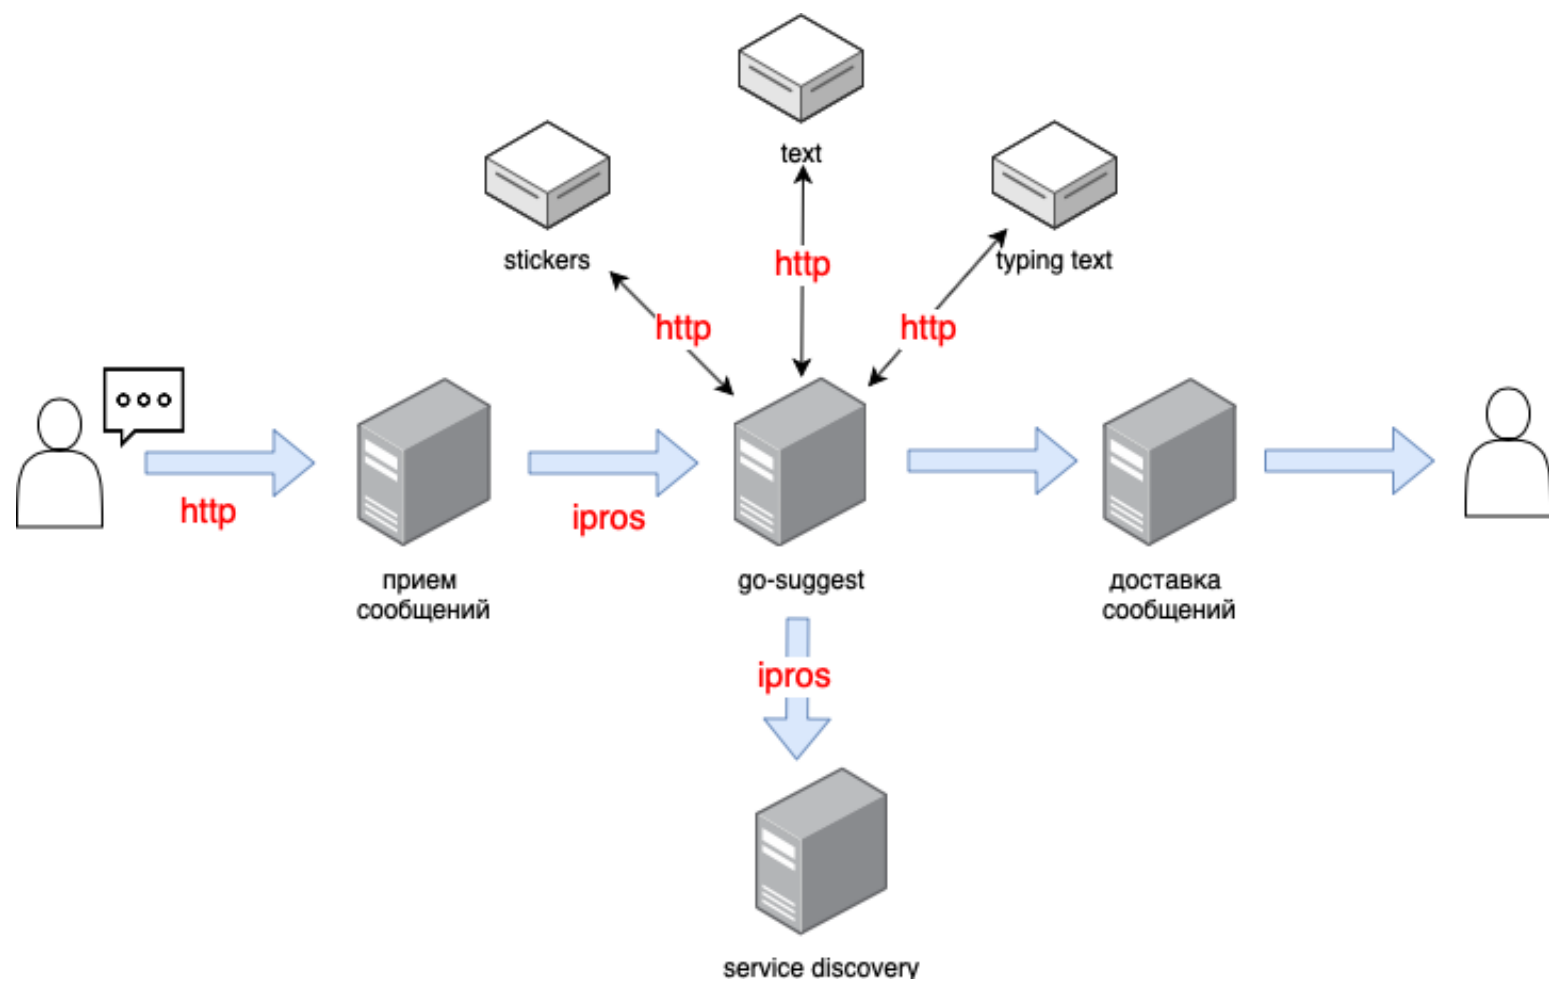 text
stickers
http
typing text
http
http
http
ipros
прием
сообщений
go-suggest
доставка
сообщений
ipros
service discovery